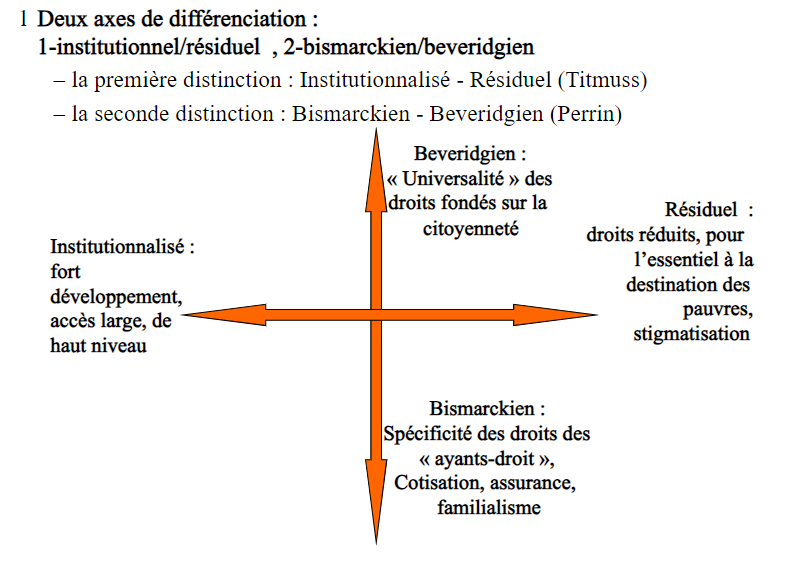 l Deux axes de différenciation :
1-institutionnel/résiduel , 2-bismarckien/beveridgien
– la première distinction : Institutionnalisé - Résiduel (Titmuss)
– la seconde distinction : Bismarckien - Beveridgien (Perrin)
Beveridgien :
« Universalité » des
droits fondés sur la
citoyenneté
Résiduel :
droits réduits, pour
l’essentiel à la
destination des
pauvres,
stigmatisation
Institutionnalisé :
fort
développement,
accès large, de
haut niveau
Bismarckien :
Spécificité des droits des
« ayants-droit »,
Cotisation, assurance,
familialisme